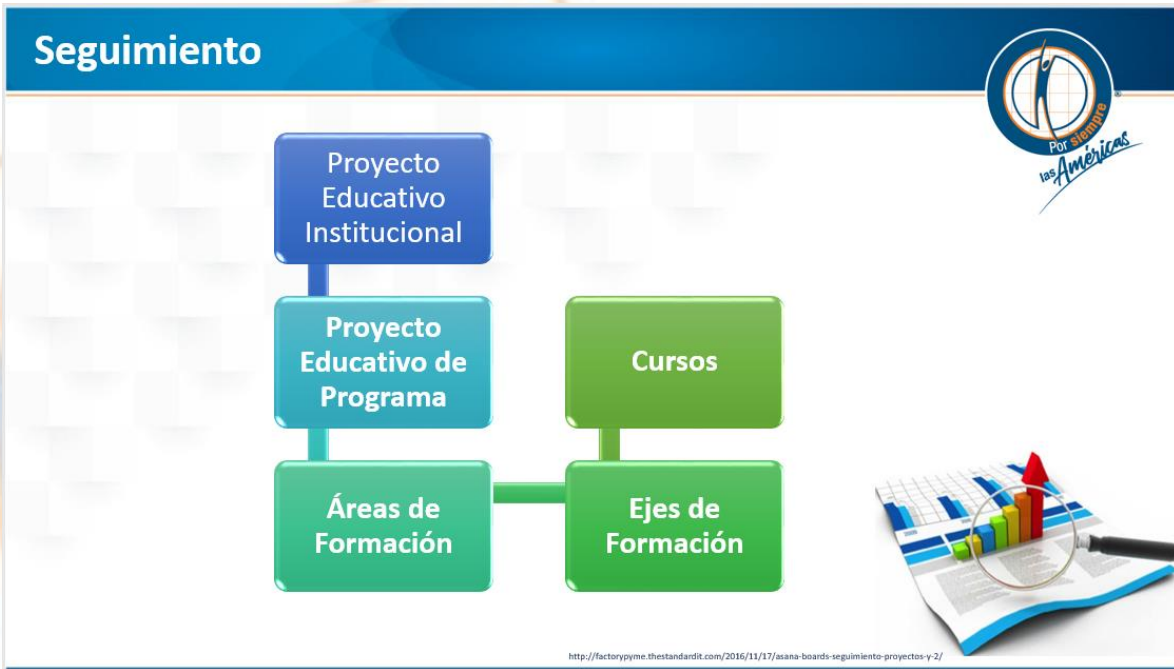 Seguimiento
Por siempre
las Américas
®
Proyecto
Educativo
Institucional
Proyecto
Educativo de
Programa
Áreas de
Formación
Ejes de
Formación
Cursos
http://factorypyme.thestandardit.com/2016/11/17/asana-boards-seguimiento-proyectos-y-2/